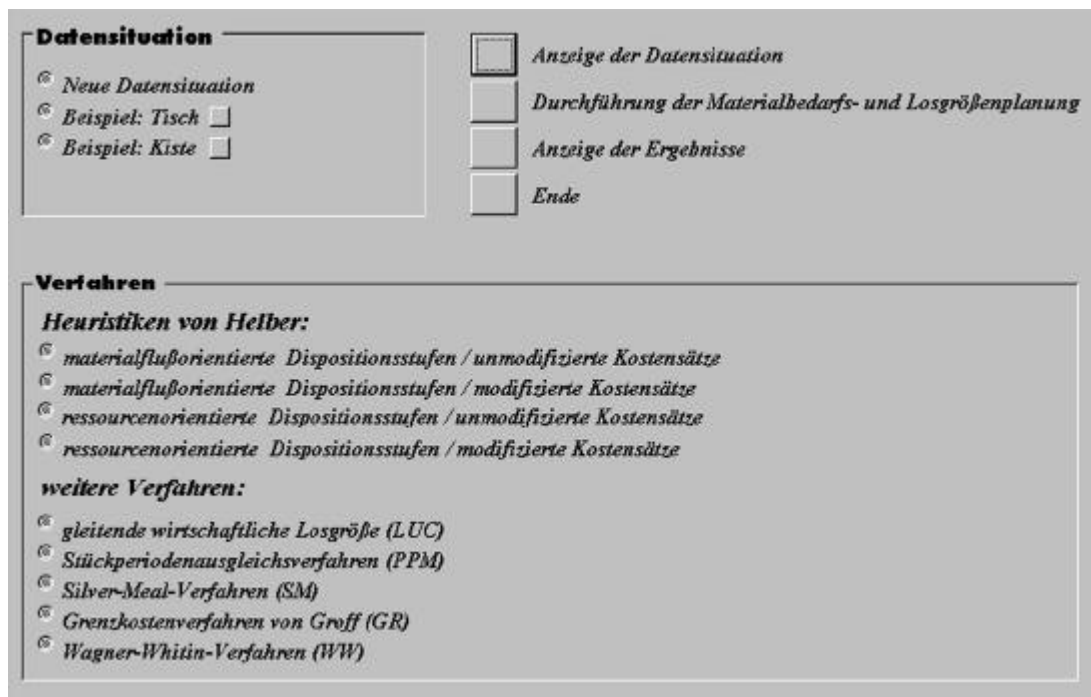 Datensituation
Neue Datensituation
Beispiel: Tisch
Beispiel: Kiste
Anzeige der Datensituation
Durchführung der Materialbedarfs- und Losgrößenplanung
Anzeige der Ergebnisse
Ende
Verfahren
Heuristiken von Helber:
materialflußorientierte Dispositionsstufen / unmodifizierte Kostensätze
materialflußorientierte Dispositionsstufen / modifizierte Kostensätze
ressourcenorientierte Dispositionsstufen / unmodifizierte Kostensätze
ressourcenorientierte Dispositionsstufen / modifizierte Kostensätze
weitere Verfahren:
gleitende wirtschaftliche Losgröße (LUC)
Stückperiodenausgleichsverfahren (PPM)
Silver-Meal-Verfahren (SM)
Grenzkostenverfahren von Groff (GR)
Wagner-Whitin-Verfahren (WW)